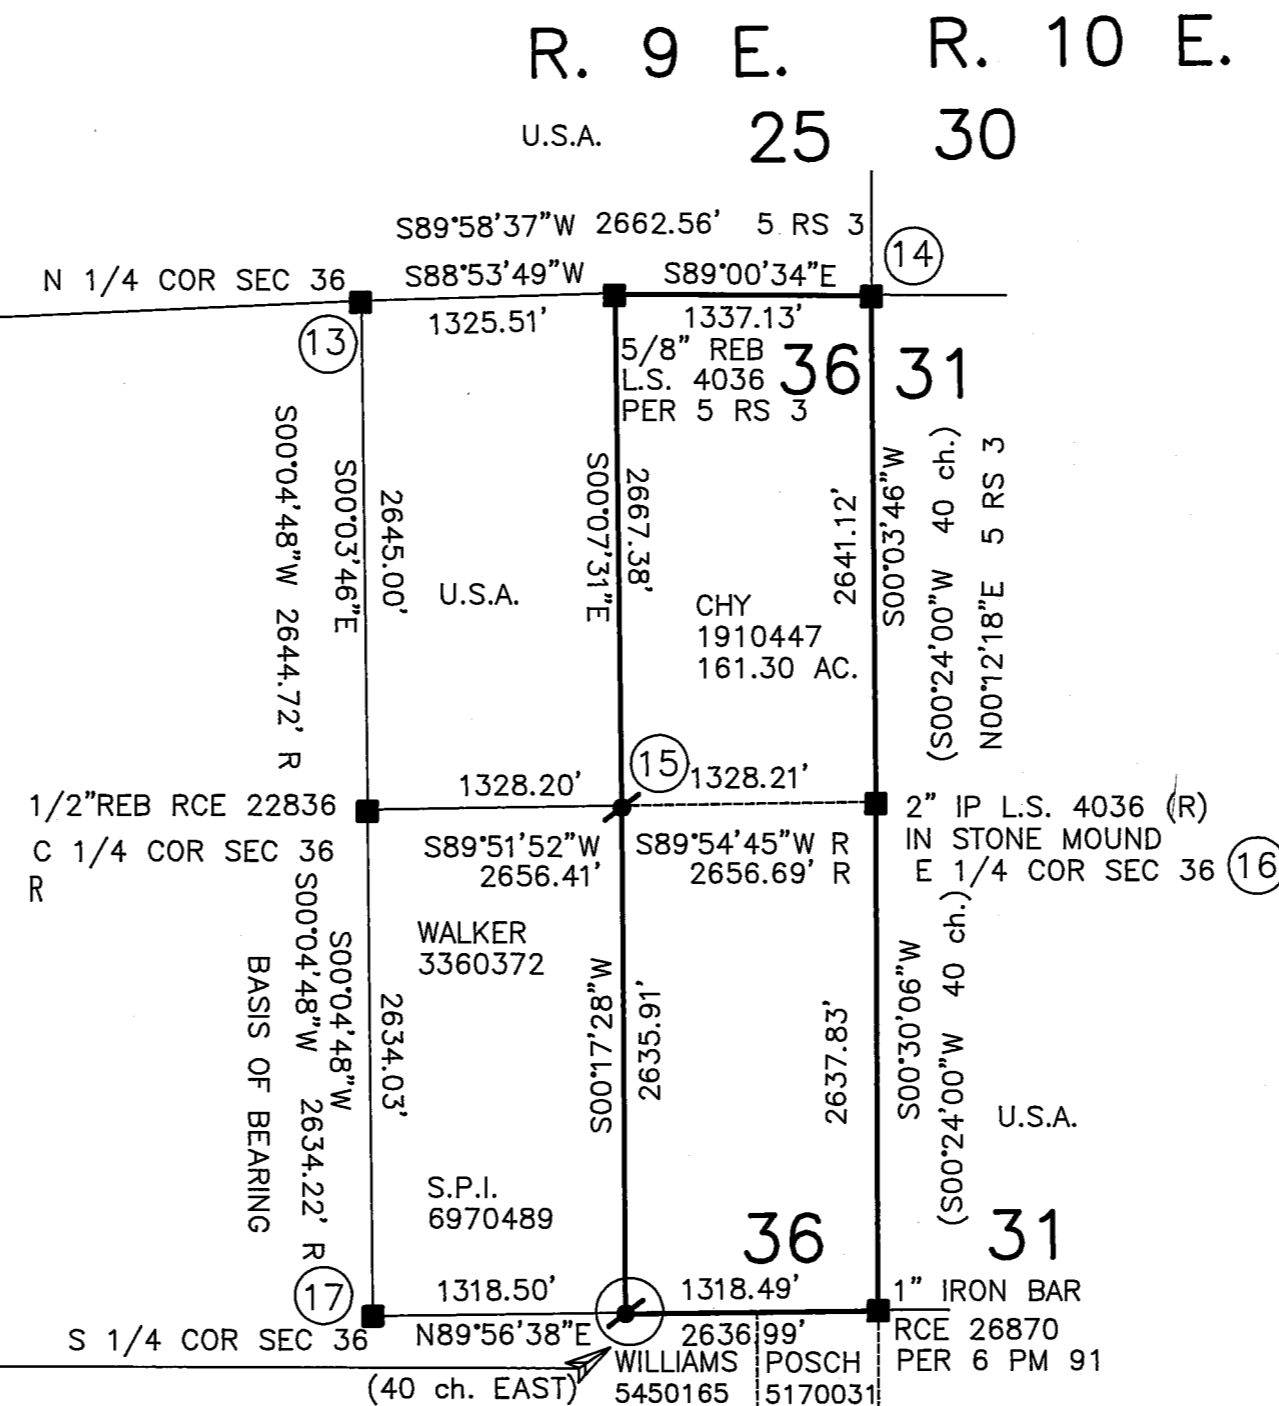 R. 9 E.
R. 10 E.
U.S.A.
25
30
S89°58'37"W 2662.56' 5 RS 3
14
N 1/4 COR SEC 36
S88°53'49"W
S89°00'34"E
13
1325.51'
1337.13'
5/8" REB
L.S. 4036
PER 5 RS 3
36
31
S00°04'48"W 2644.72' R
S00°03'46"E
2645.00'
U.S.A.
S00°07'31"E
2667.38'
CHY
1910447
161.30 AC.
2641.12'
S00°03'46"W
(S00°24'00"W 40 ch.)
N00°12'18"E 5 RS 3
15
1328.20'
1328.21'
1/2"REB RCE 22836
C 1/4 COR SEC 36
R
2" IP L.S. 4036 (R)
IN STONE MOUND
E 1/4 COR SEC 36
16
S89°51'52"W
2656.41'
S89°54'45"W R
2656.69' R
WALKER
3360372
BASIS OF BEARING
S00°04'48"W 2634.22' R
S00°04'48"W
2634.03'
S00°17'28"W
2635.91'
2637.83'
S00°30'06"W
(S00°24'00"W 40 ch.)
U.S.A.
S.P.I.
6970489
36
31
17
1318.50'
1318.49'
1" IRON BAR
RCE 26870
PER 6 PM 91
S 1/4 COR SEC 36
N89°56'38"E
2636.99'
(40 ch. EAST)
WILLIAMS
5450165
POSCH
5170031